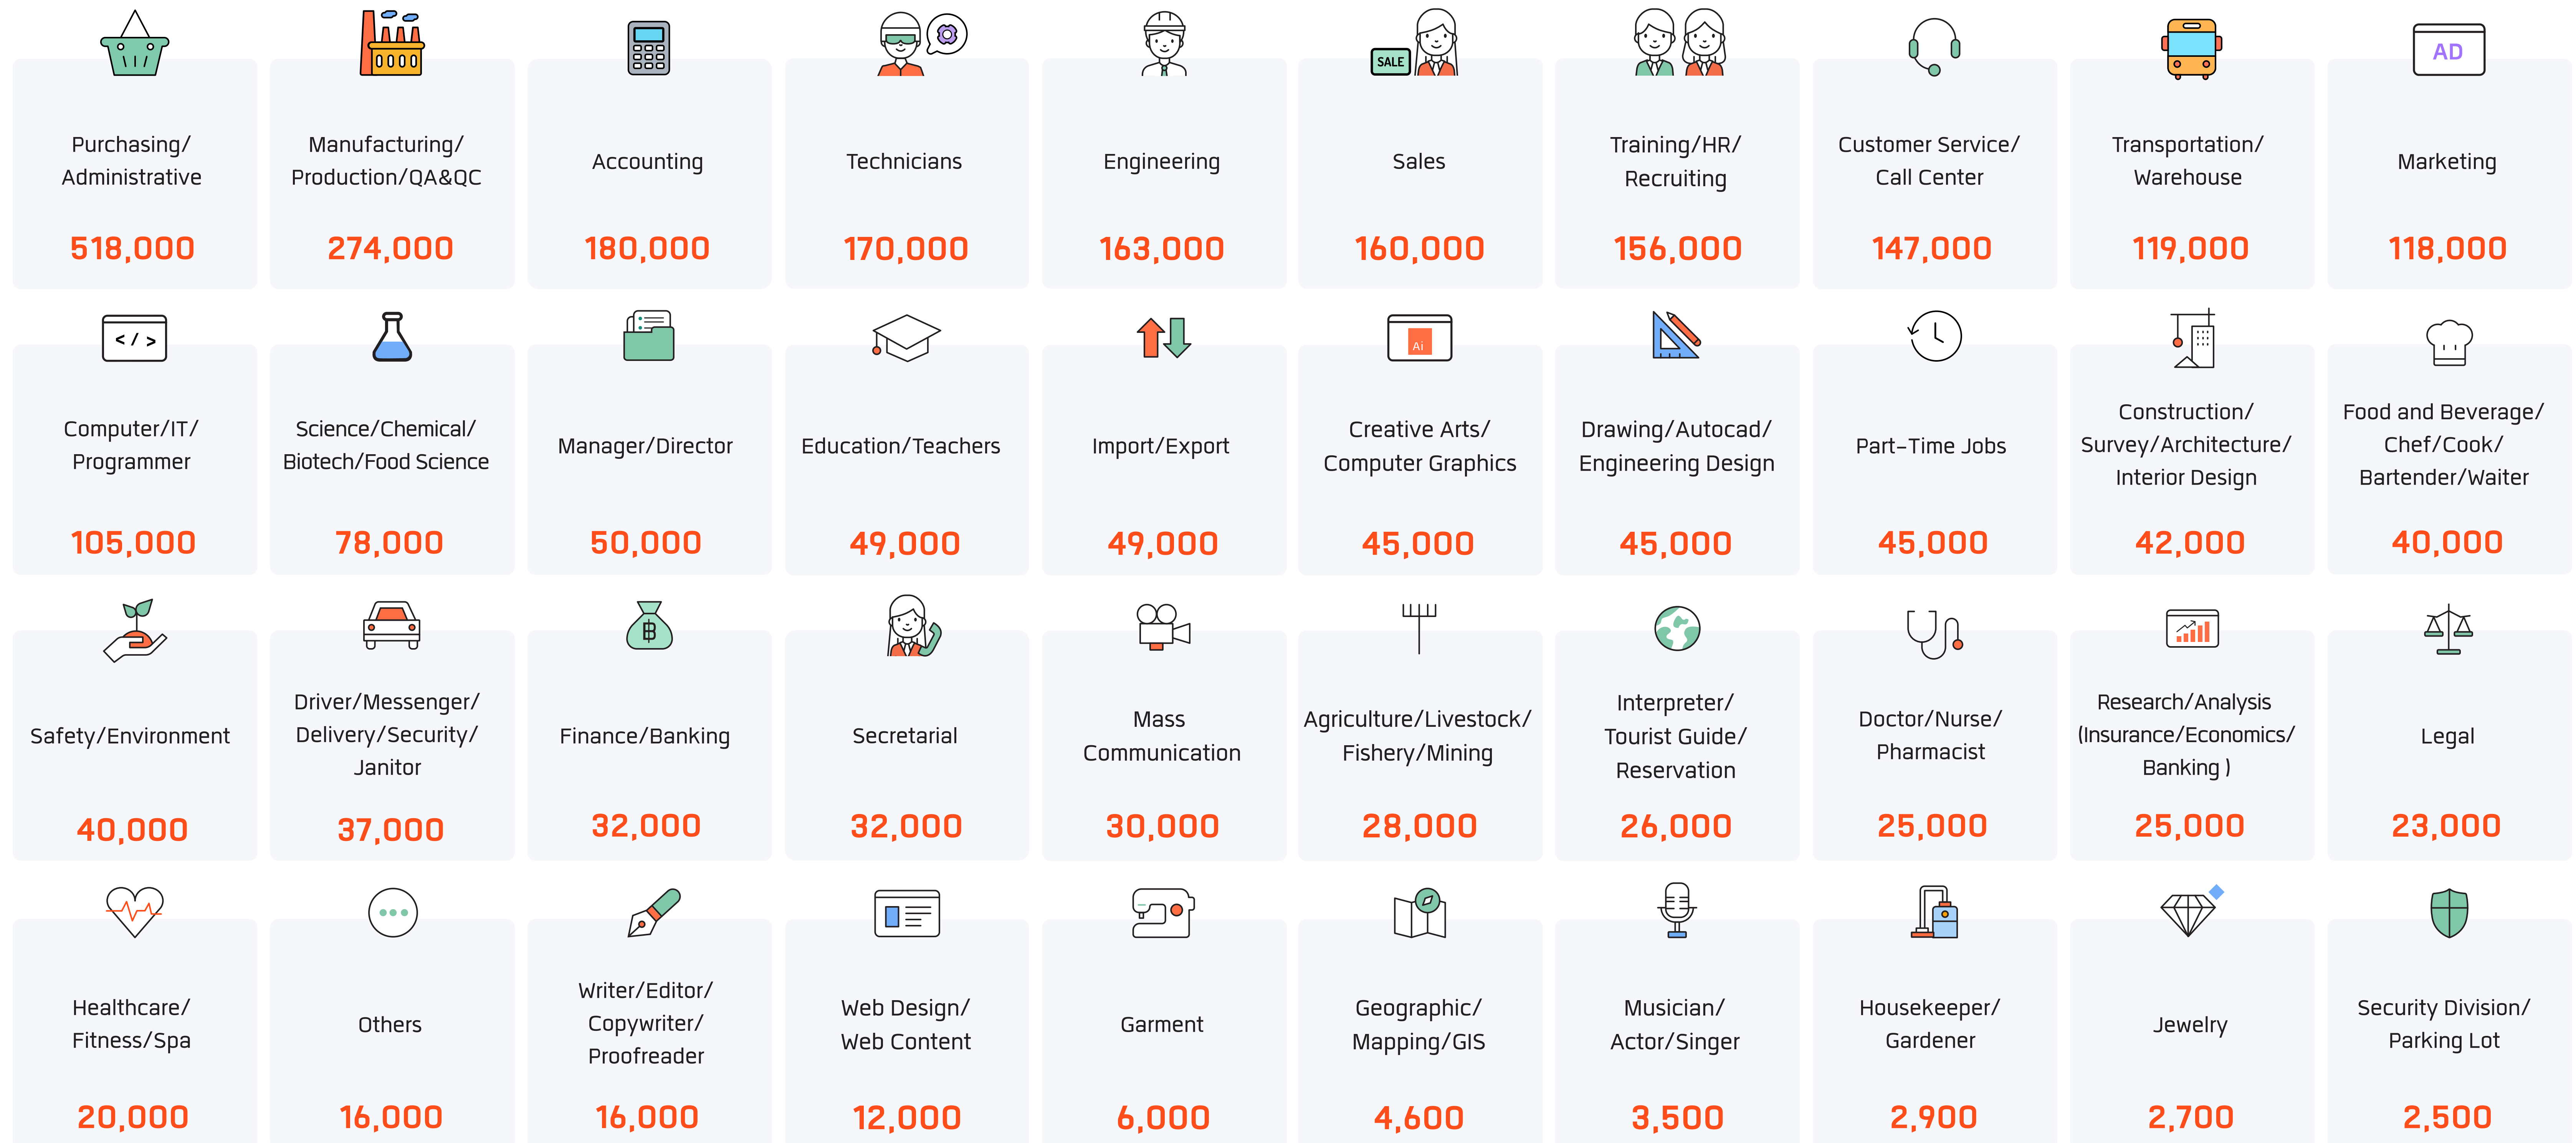 SALE
AD
Purchasing/
Administrative
518,000
Manufacturing/
Production/QA&QC
274,000
Accounting
180,000
Technicians
170,000
Engineering
163,000
Sales
160,000
Training/HR/
Recruiting
156,000
Customer Service/
Call Center
147,000
Transportation/
Warehouse
119,000
Marketing
118,000
</>
Ai
Computer/IT/
Programmer
105,000
Science/Chemical/
Biotech/Food Science
78,000
Manager/Director
50,000
Education/Teachers
49,000
Import/Export
49,000
Creative Arts/
Computer Graphics
45,000
Drawing/Autocad/
Engineering Design
45,000
Part-Time Jobs
45,000
Construction/
Survey/Architecture/
Interior Design
42,000
Food and Beverage/
Chef/Cook/
Bartender/Waiter
40,000
฿
Safety/Environment
40,000
Driver/Messenger/
Delivery/Security/
Janitor
37,000
Finance/Banking
32,000
Secretarial
32,000
Mass
Communication
30,000
Agriculture/Livestock/
Fishery/Mining
28,000
Interpreter/
Tourist Guide/
Reservation
26,000
Doctor/Nurse/
Pharmacist
25,000
Research/Analysis
(Insurance/Economics/
Banking )
25,000
Legal
23,000
Healthcare/
Fitness/Spa
20,000
Others
16,000
Writer/Editor/
Copywriter/
Proofreader
16,000
Web Design/
Web Content
12,000
Garment
6,000
Geographic/
Mapping/GIS
4,600
Musician/
Actor/Singer
3,500
Housekeeper/
Gardener
2,900
Jewelry
2,700
Security Division/
Parking Lot
2,500